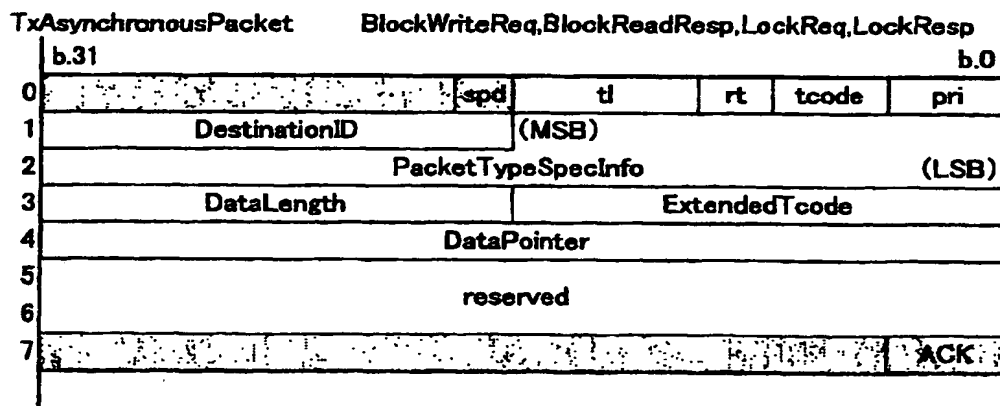 TxAsynchronousPacket BlockWriteReq,BlockReadResp,LockReq,LockResp
b.31 b.0
0 spd tl rt tcode pri
1 DestinationID (MSB)
2 PacketTypeSpecInfo (LSB)
3 DataLength ExtendedTcode
4 DataPointer
5
reserved
6
7 ACK